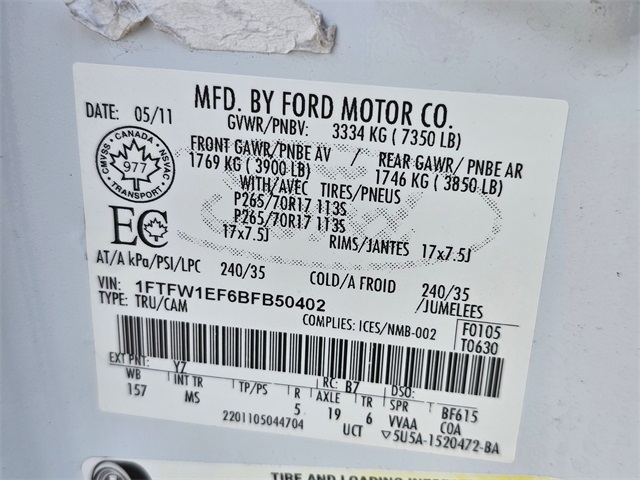 MFD. BY FORD MOTOR CO.
DATE: 05/11
GVWR/PNBV: 3334 KG ( 7350 LB)
FRONT GAWR/PNBE AV / REAR GAWR/ PNBE AR
1769 KG ( 3900 LB) 1746 KG ( 3850 LB)
WITH/AVEC TIRES/PNEUS
P265/70R17 113S
P265/70R17 113S
17x7.5J RIMS/JANTES 17x7.5J
CMVSS • CANADA • NSVAC • TRANSPORT •
977
EC
AT/A kPa/PSI/LPC 240/35 COLD/A FROID 240/35
/JUMELEES
VIN: 1FTFW1EF6BFB50402
TYPE: TRU/CAM
COMPLIES: ICES/NMB-002
F0105
T0630
EXT PNT: YZ RC: B7 DSO:
WB INT TR TP/PS R AXLE TR SPR BF615
157 MS 5 19 6 VVAA COA
2201105044704 UCT ▽5U5A-1520472-BA
TIRE AND LOADING